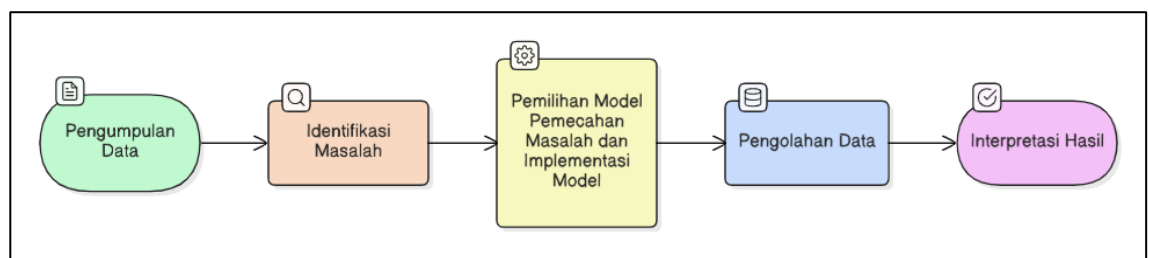 Pengumpulan
Data
Identifikasi
Masalah
Pemilihan Model
Pemecahan
Masalah dan
Implementasi
Model
Pengolahan Data
Interpretasi Hasil